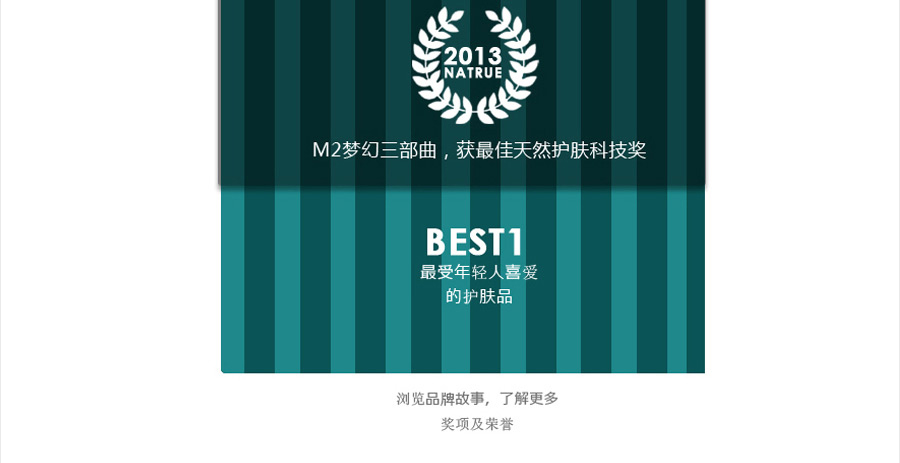 2013
NATRUE
M2梦幻三部曲，获最佳天然护肤科技奖
BEST1
最受年轻人喜爱
的护肤品
浏览品牌故事，了解更多
奖项及荣誉